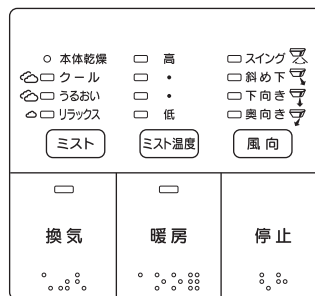 本体乾燥 高 スイング
クール ・ 斜め下
うるおい ・ 下向き
リラックス 低 奥向き
ミスト ミスト温度 風向
換気 暖房 停止